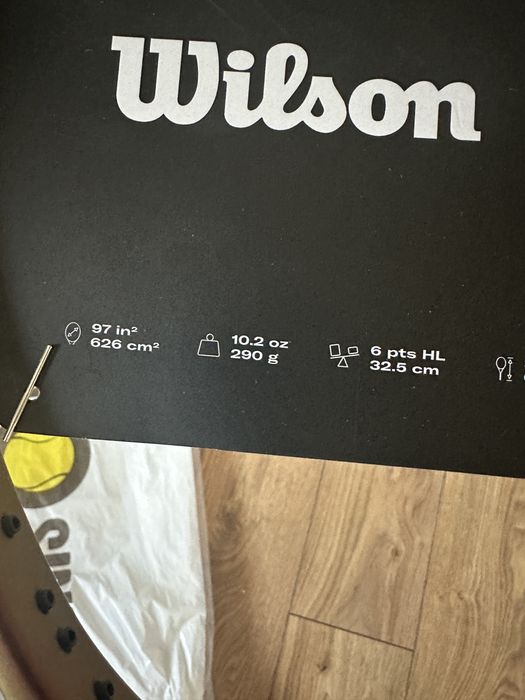 Wilson
97 in²
626 cm²
10.2 oz
290 g
6 pts HL
32.5 cm